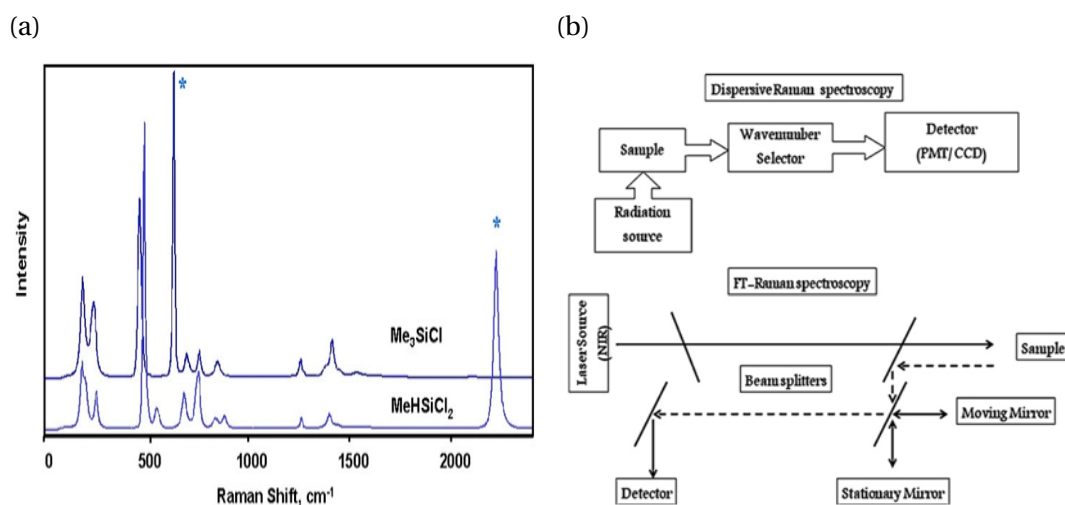 (a)
*
*
Intensity
Me₃SiCl
MeHSiCl₂
0 500 1000 1500 2000
Raman Shift, cm⁻¹
(b)
Dispersive Raman spectroscopy
Sample
Wavenumber
Selector
Detector
(PMT/ CCD)
Radiation
source
FT-Raman spectroscopy
Laser Source
(NIR)
Sample
Beam splitters
Moving Mirror
Detector
Stationary Mirror